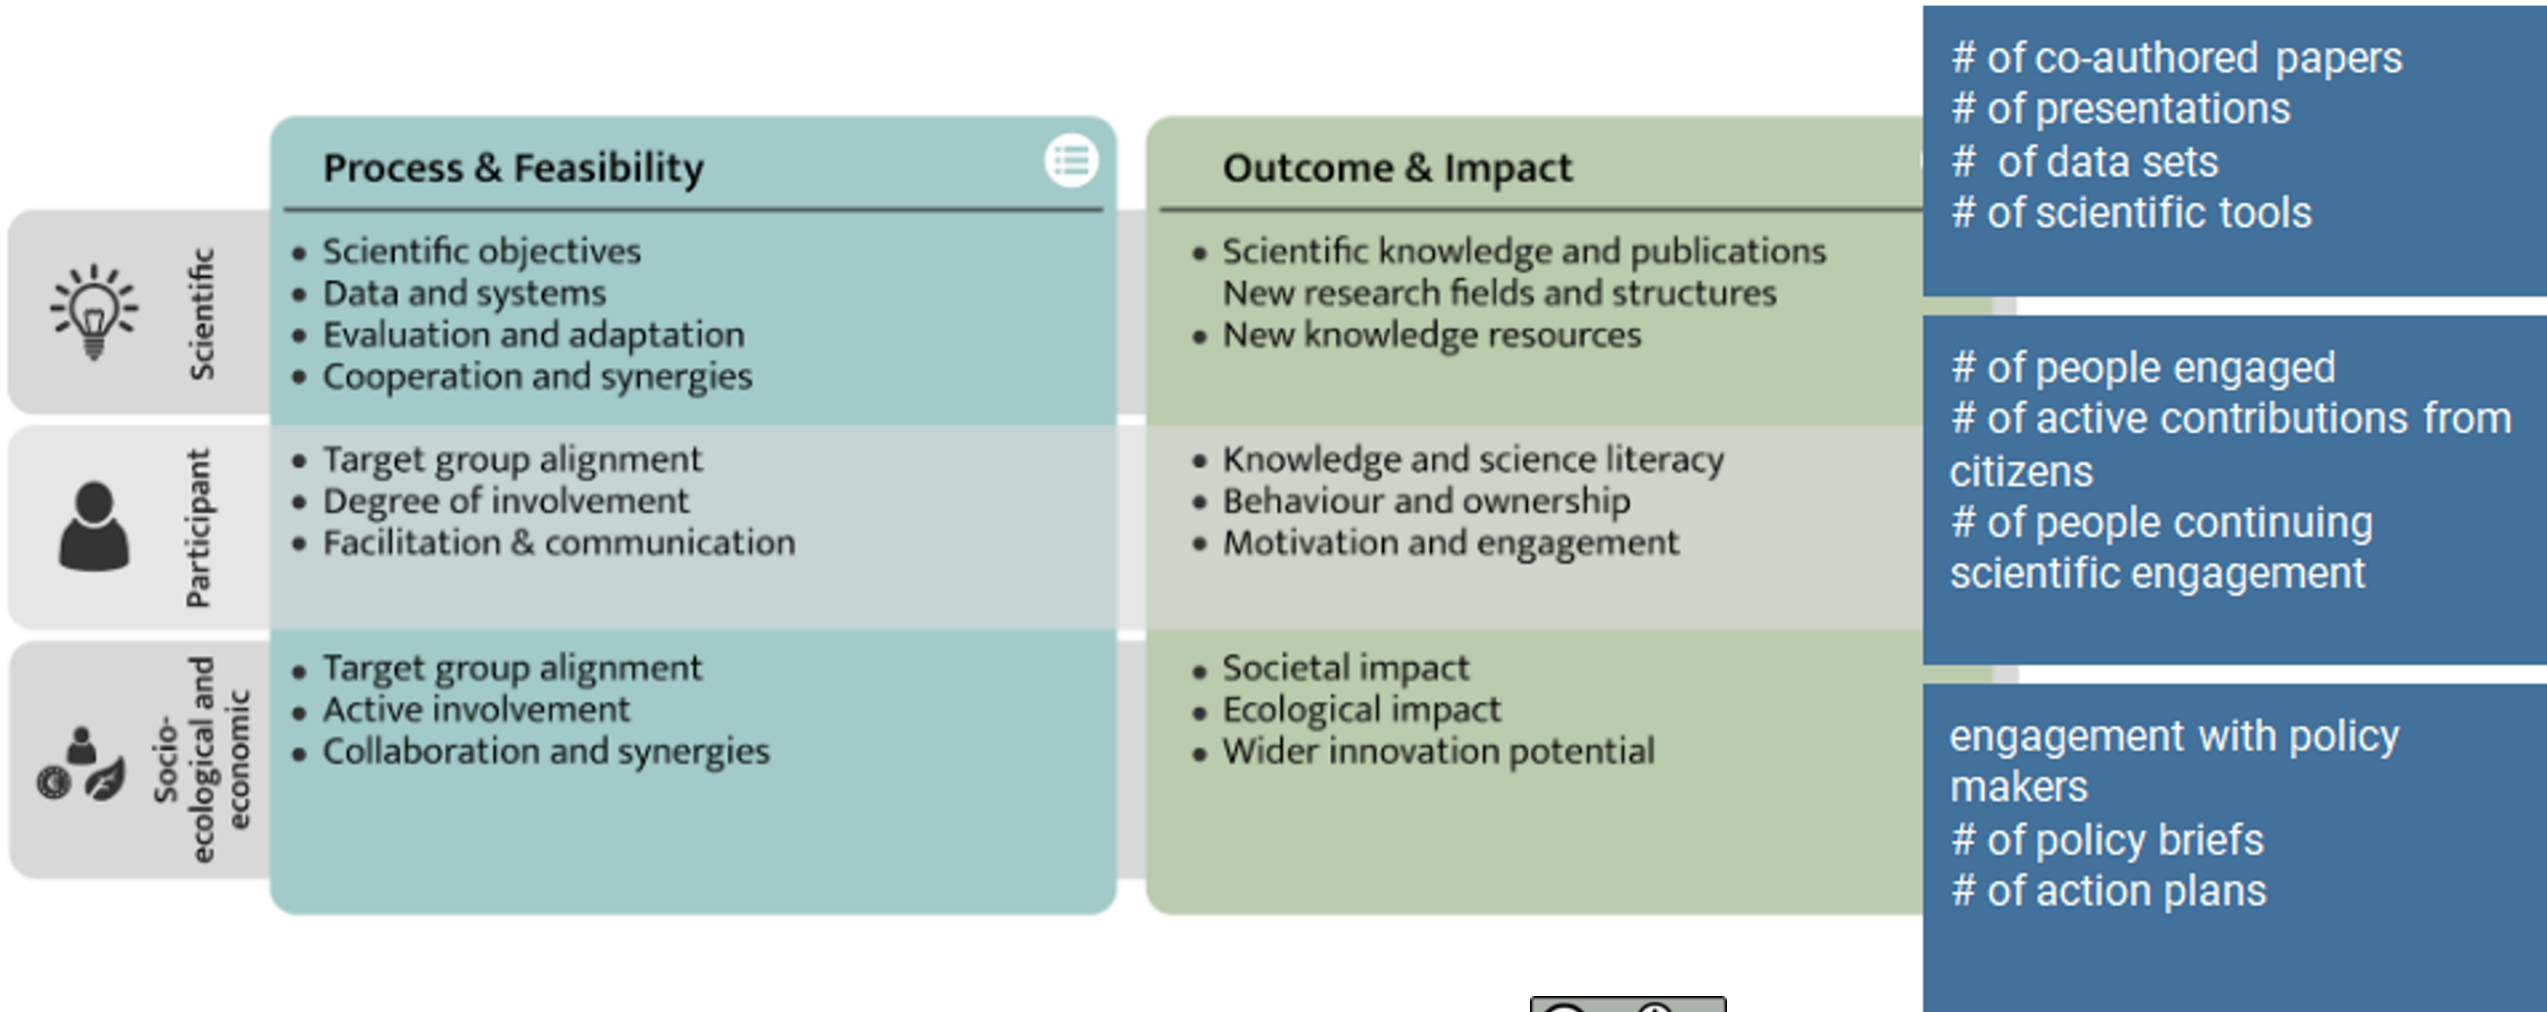 Process & Feasibility
Outcome & Impact
Scientific
• Scientific objectives
• Data and systems
• Evaluation and adaptation
• Cooperation and synergies
• Scientific knowledge and publications
New research fields and structures
• New knowledge resources
# of co-authored papers
# of presentations
# of data sets
# of scientific tools
Participant
• Target group alignment
• Degree of involvement
• Facilitation & communication
• Knowledge and science literacy
• Behaviour and ownership
• Motivation and engagement
# of people engaged
# of active contributions from
citizens
# of people continuing
scientific engagement
Socio-
ecological and
economic
• Target group alignment
• Active involvement
• Collaboration and synergies
• Societal impact
• Ecological impact
• Wider innovation potential
engagement with policy
makers
# of policy briefs
# of action plans